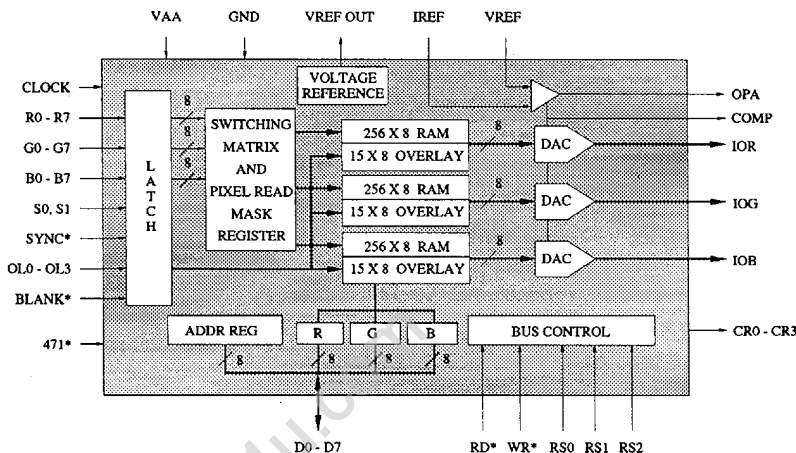 VAA GND VREF OUT IREF VREF
VOLTAGE
REFERENCE
CLOCK
R0 - R7
G0 - G7
B0 - B7
S0, S1
SYNC*
OL0 - OL3
BLANK*
471*
LATCH
8
8
8
SWITCHING
MATRIX
AND
PIXEL READ
MASK
REGISTER
256 X 8 RAM
15 X 8 OVERLAY
256 X 8 RAM
15 X 8 OVERLAY
256 X 8 RAM
15 X 8 OVERLAY
8
8
8
DAC
DAC
DAC
OPA
COMP
IOR
IOG
IOB
ADDR REG
R
G
B
BUS CONTROL
CR0 - CR3
8
8
8
8
D0 - D7
RD* WR* RS0 RS1 RS2